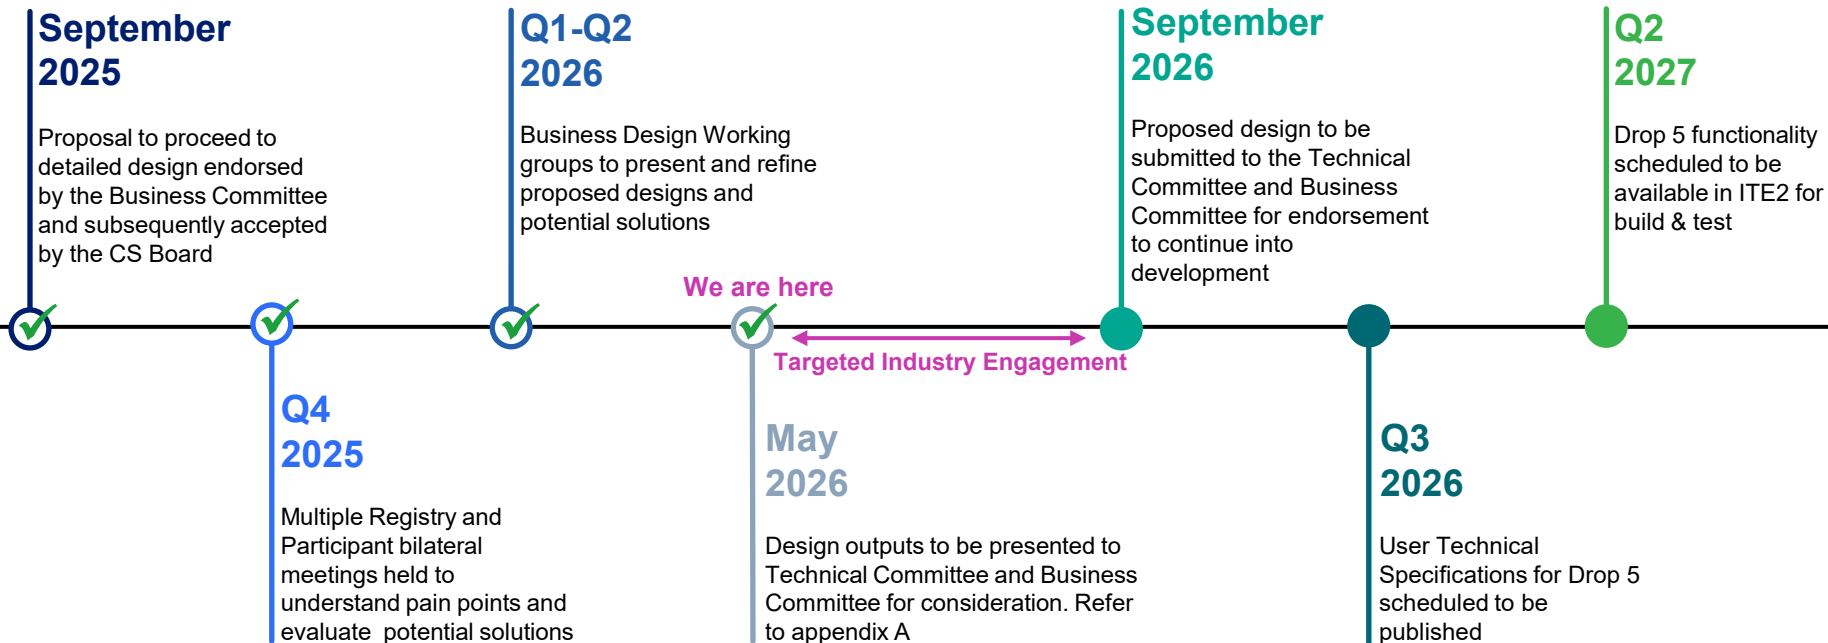 September
2025
Proposal to proceed to
detailed design endorsed
by the Business Committee
and subsequently accepted
by the CS Board
Q4
2025
Multiple Registry and
Participant bilateral
meetings held to
understand pain points and
evaluate potential solutions
Q1-Q2
2026
Business Design Working
groups to present and refine
proposed designs and
potential solutions
We are here
Targeted Industry Engagement
May
2026
Design outputs to be presented to
Technical Committee and Business
Committee for consideration. Refer
to appendix A
September
2026
Proposed design to be
submitted to the Technical
Committee and Business
Committee for endorsement
to continue into
development
Q3
2026
User Technical
Specifications for Drop 5
scheduled to be
published
Q2
2027
Drop 5 functionality
scheduled to be
available in ITE2 for
build & test